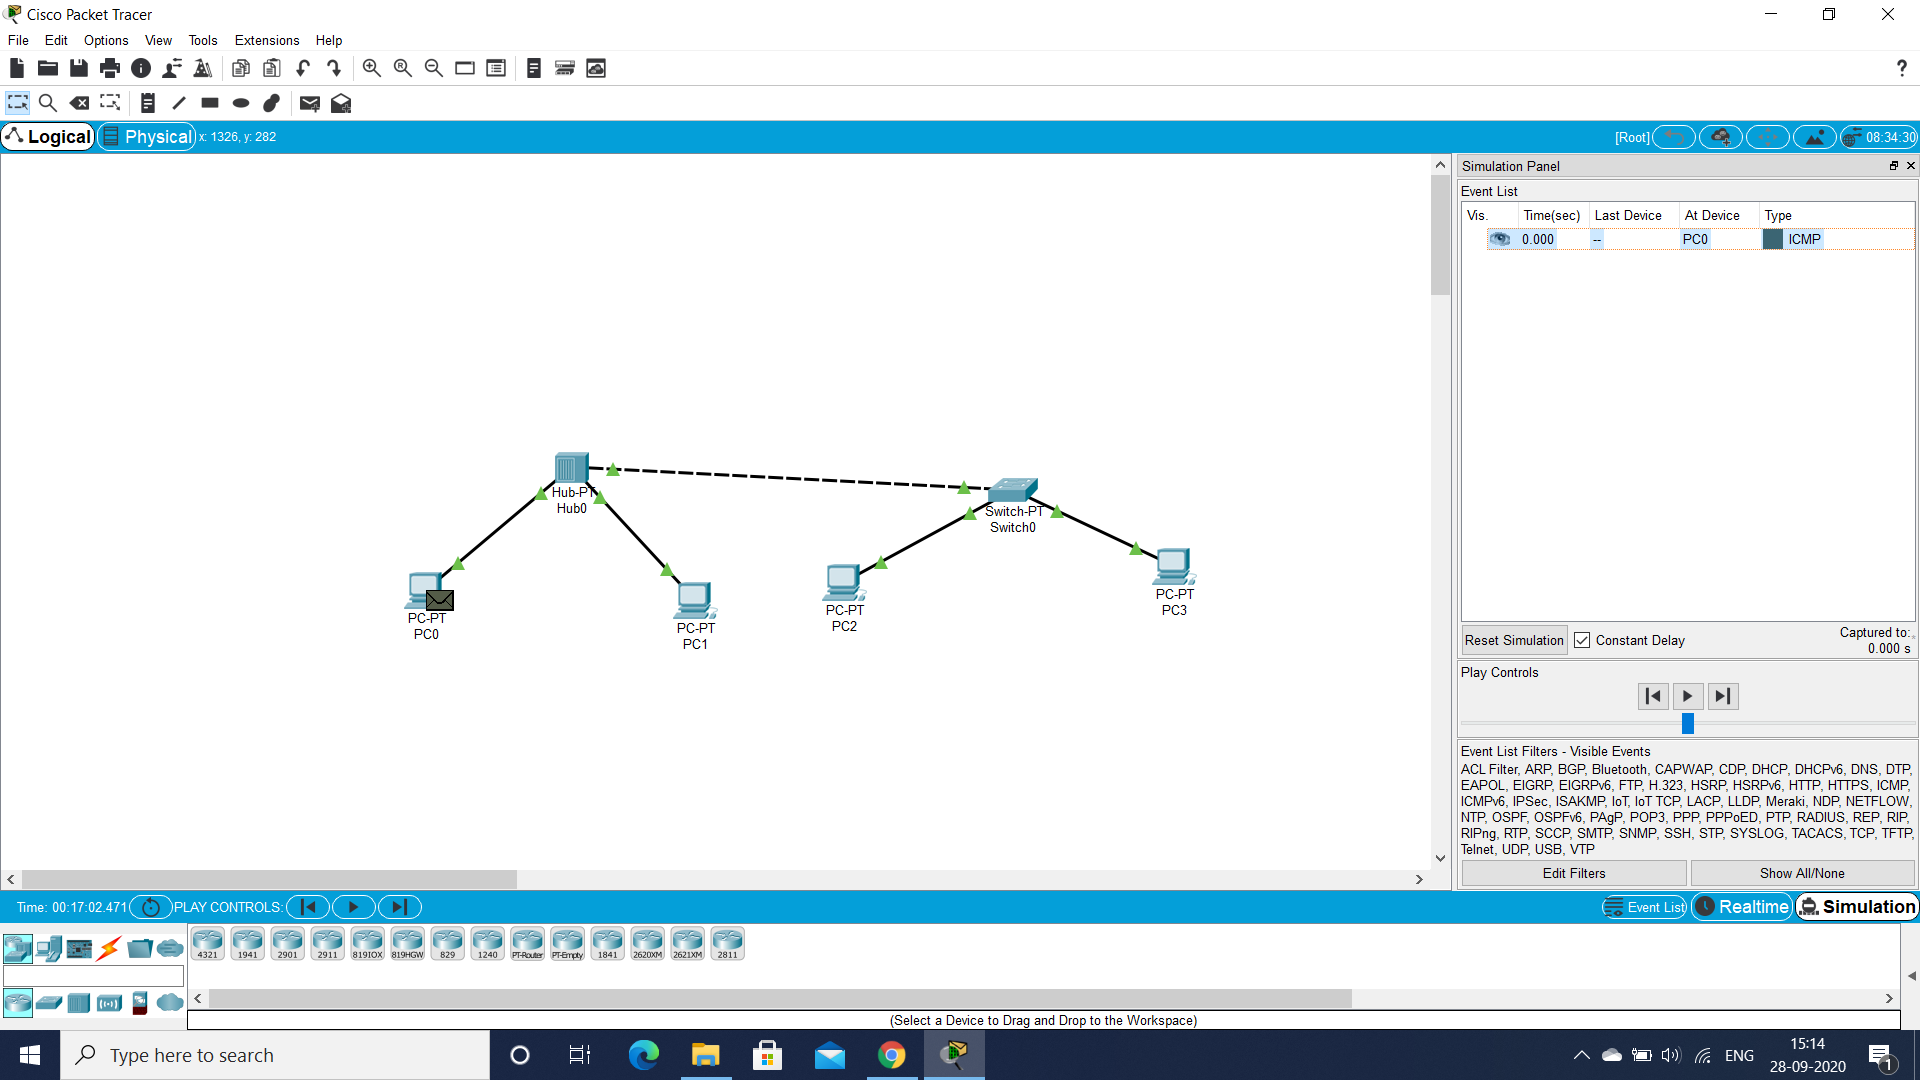 Cisco Packet Tracer
File Edit Options View Tools Extensions Help
Logical Physical x: 1326, y: 282 [Root] 08:34:30
Simulation Panel
Event List
Vis. Time(sec) Last Device At Device Type
0.000 -- PC0 ICMP
Hub-PT
Hub0
Switch-PT
Switch0
PC-PT
PC0
PC-PT
PC1
PC-PT
PC2
PC-PT
PC3
Reset Simulation Constant Delay Captured to:
0.000 s
Play Controls
Event List Filters - Visible Events
ACL Filter, ARP, BGP, Bluetooth, CAPWAP, CDP, DHCP, DHCPv6, DNS, DTP,
EAPOL, EIGRP, EIGRPv6, FTP, H.323, HSRP, HSRPv6, HTTP, HTTPS, ICMP,
ICMPv6, IPSec, ISAKMP, IoT, IoT TCP, LACP, LLDP, Meraki, NDP, NETFLOW,
NTP, OSPF, OSPFv6, PAgP, POP3, PPP, PPPoED, PTP, RADIUS, REP, RIP,
RIPng, RTP, SCCP, SMTP, SNMP, SSH, STP, SYSLOG, TACACS, TCP, TFTP,
Telnet, UDP, USB, VTP
Edit Filters Show All/None
Time: 00:17:02.471 PLAY CONTROLS: Event List Realtime Simulation
4321 1941 2901 2911 819IOX 819HGW 829 1240 PT-Router PT-Empty 1841 2620XM 2621XM 2811
(Select a Device to Drag and Drop to the Workspace)
Type here to search
ENG
15:14
28-09-2020
1